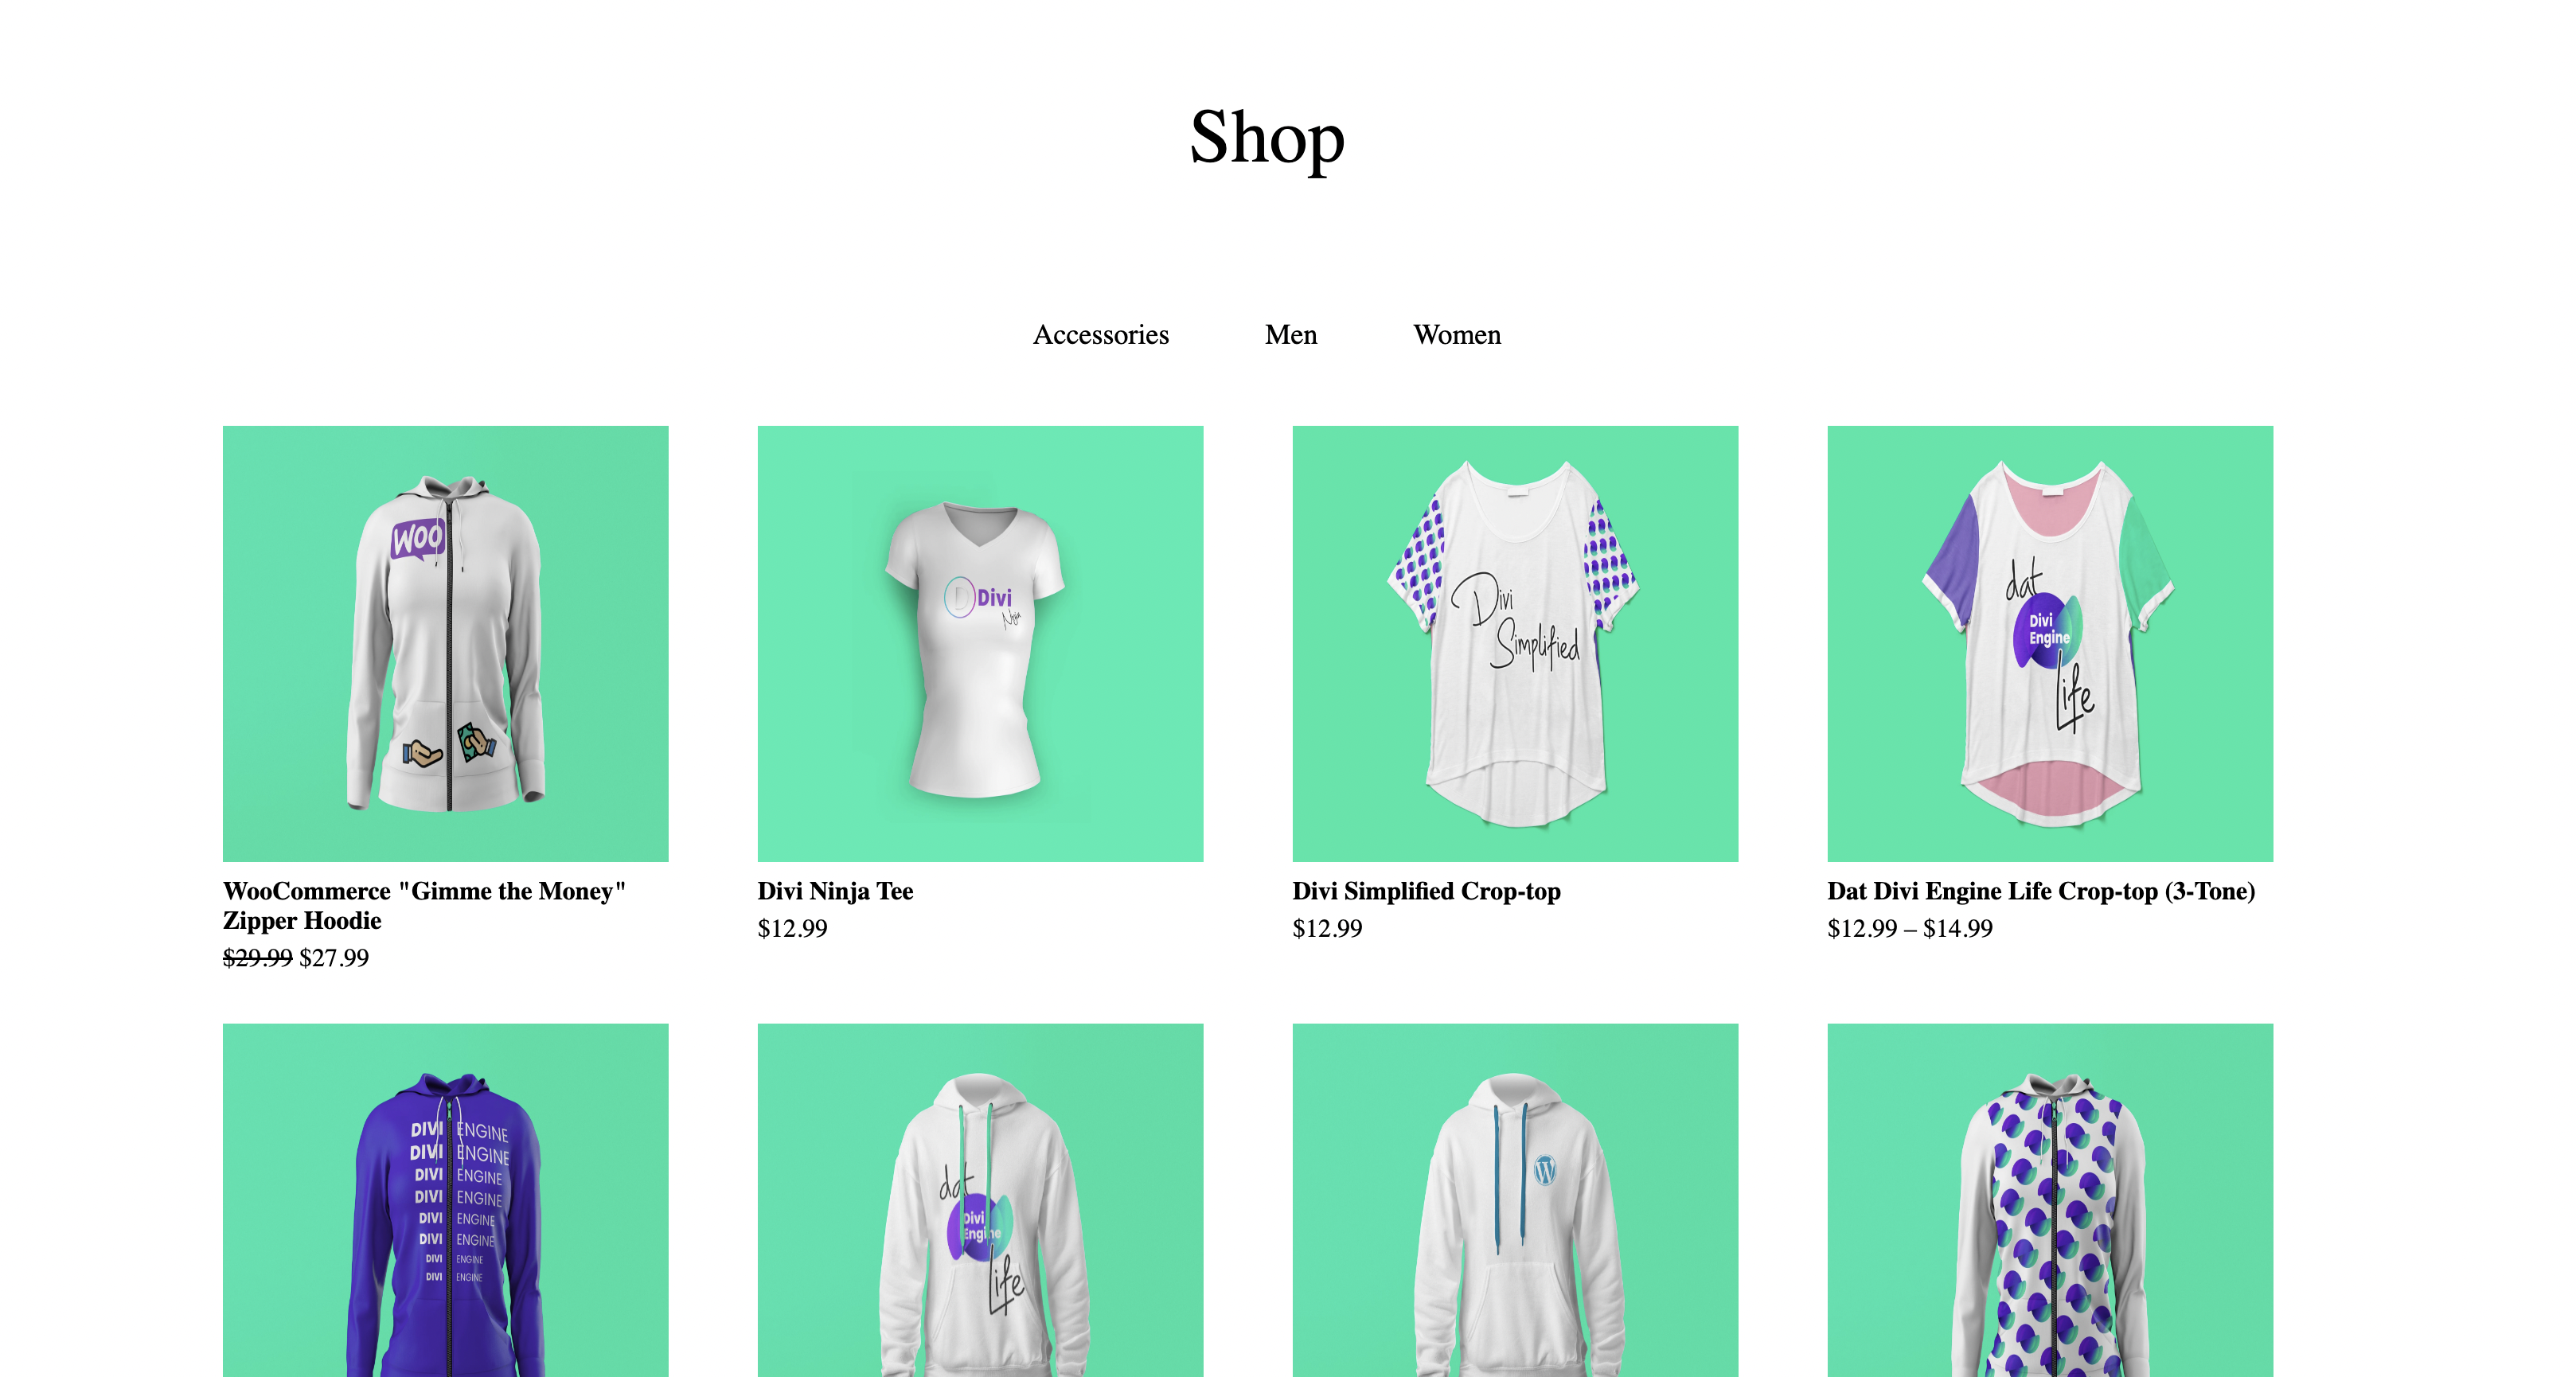 Shop
Accessories Men Women
WOO
Divi
Ninja
Divi
Simplified
dat
Divi
Engine
Life
WooCommerce "Gimme the Money"
Zipper Hoodie
$29.99 $27.99
Divi Ninja Tee
$12.99
Divi Simplified Crop-top
$12.99
Dat Divi Engine Life Crop-top (3-Tone)
$12.99 – $14.99
DIVI ENGINE
DIVI ENGINE
DIVI ENGINE
DIVI ENGINE
DIVI ENGINE
DIVI ENGINE
DIVI ENGINE
DIVI ENGINE
dat
Divi
Engine
Life
W